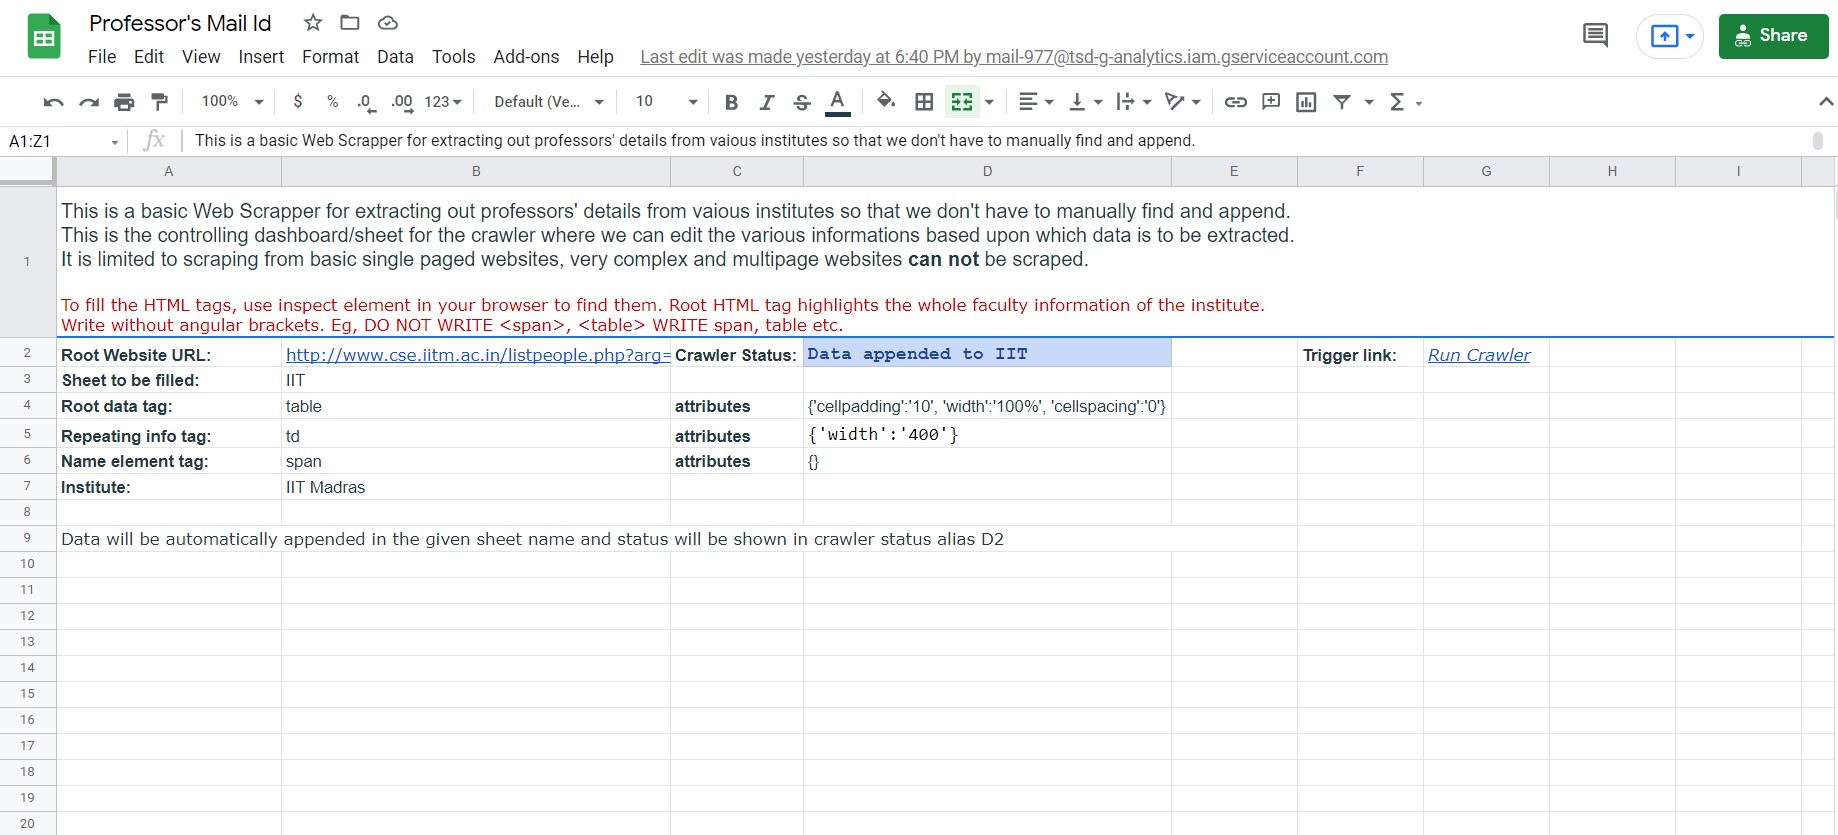 Professor's Mail Id
File Edit View Insert Format Data Tools Add-ons Help Last edit was made yesterday at 6:40 PM by mail-977@tsd-g-analytics.iam.gserviceaccount.com
Share
100% $ % .0 .00 123 Default (Ve... 10 B I S A Σ
A1:Z1 fx This is a basic Web Scrapper for extracting out professors' details from vaious institutes so that we don't have to manually find and append.
A B C D E F G H I
1
This is a basic Web Scrapper for extracting out professors' details from vaious institutes so that we don't have to manually find and append.
This is the controlling dashboard/sheet for the crawler where we can edit the various informations based upon which data is to be extracted.
It is limited to scraping from basic single paged websites, very complex and multipage websites can not be scraped.
To fill the HTML tags, use inspect element in your browser to find them. Root HTML tag highlights the whole faculty information of the institute.
Write without angular brackets. Eg, DO NOT WRITE <span>, <table> WRITE span, table etc.
2 Root Website URL: http://www.cse.iitm.ac.in/listpeople.php?arg= Crawler Status: Data appended to IIT Trigger link: Run Crawler
3 Sheet to be filled: IIT
4 Root data tag: table attributes {'cellpadding':'10', 'width':'100%', 'cellspacing':'0'}
5 Repeating info tag: td attributes {'width':'400'}
6 Name element tag: span attributes {}
7 Institute: IIT Madras
8
9 Data will be automatically appended in the given sheet name and status will be shown in crawler status alias D2
10
11
12
13
14
15
16
17
18
19
20